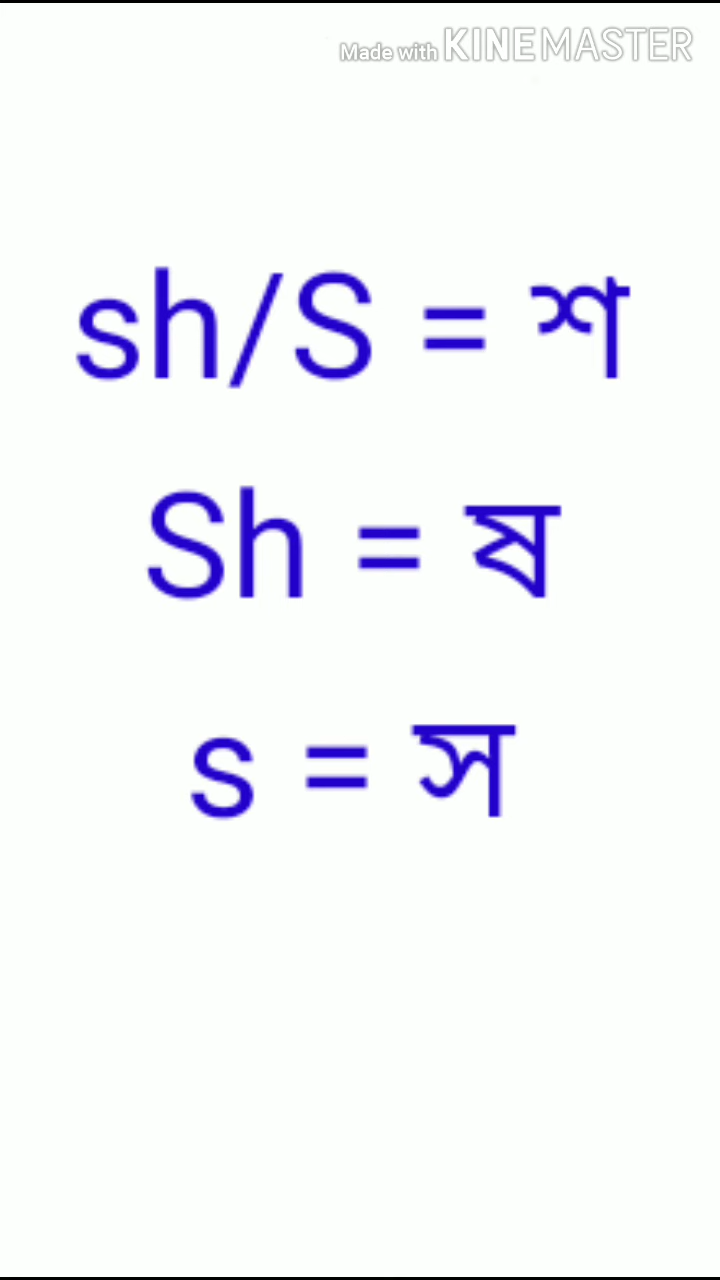 Made with KINEMASTER
sh/S = শ
Sh = ষ
s = স